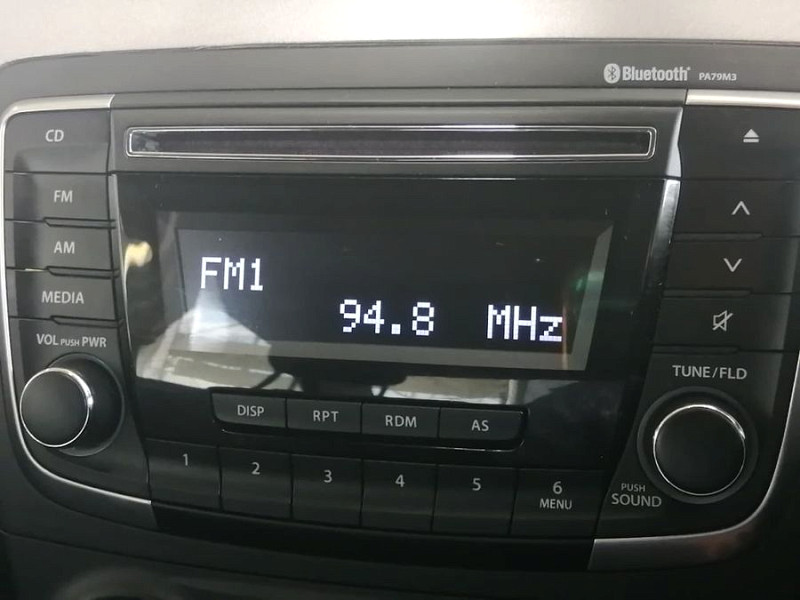 Bluetooth® PA79M3
CD
FM
AM
MEDIA
VOL PUSH PWR
FM1
94.8 MHz
TUNE/FLD
DISP RPT RDM AS
1 2 3 4 5 6
MENU
PUSH
SOUND